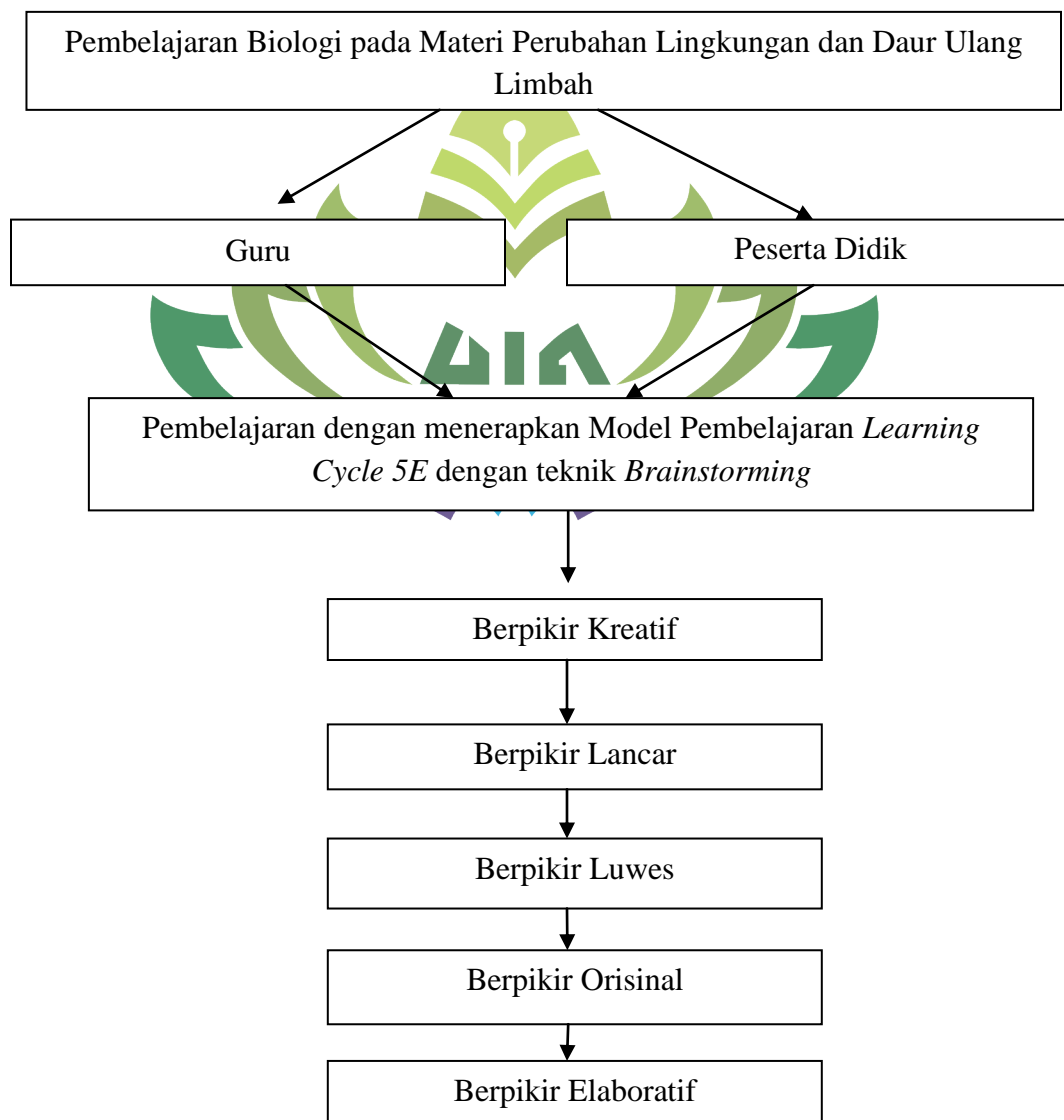 Pembelajaran Biologi pada Materi Perubahan Lingkungan dan Daur Ulang
Limbah
Guru
Peserta Didik
Pembelajaran dengan menerapkan Model Pembelajaran Learning
Cycle 5E dengan teknik Brainstorming
Berpikir Kreatif
Berpikir Lancar
Berpikir Luwes
Berpikir Orisinal
Berpikir Elaboratif